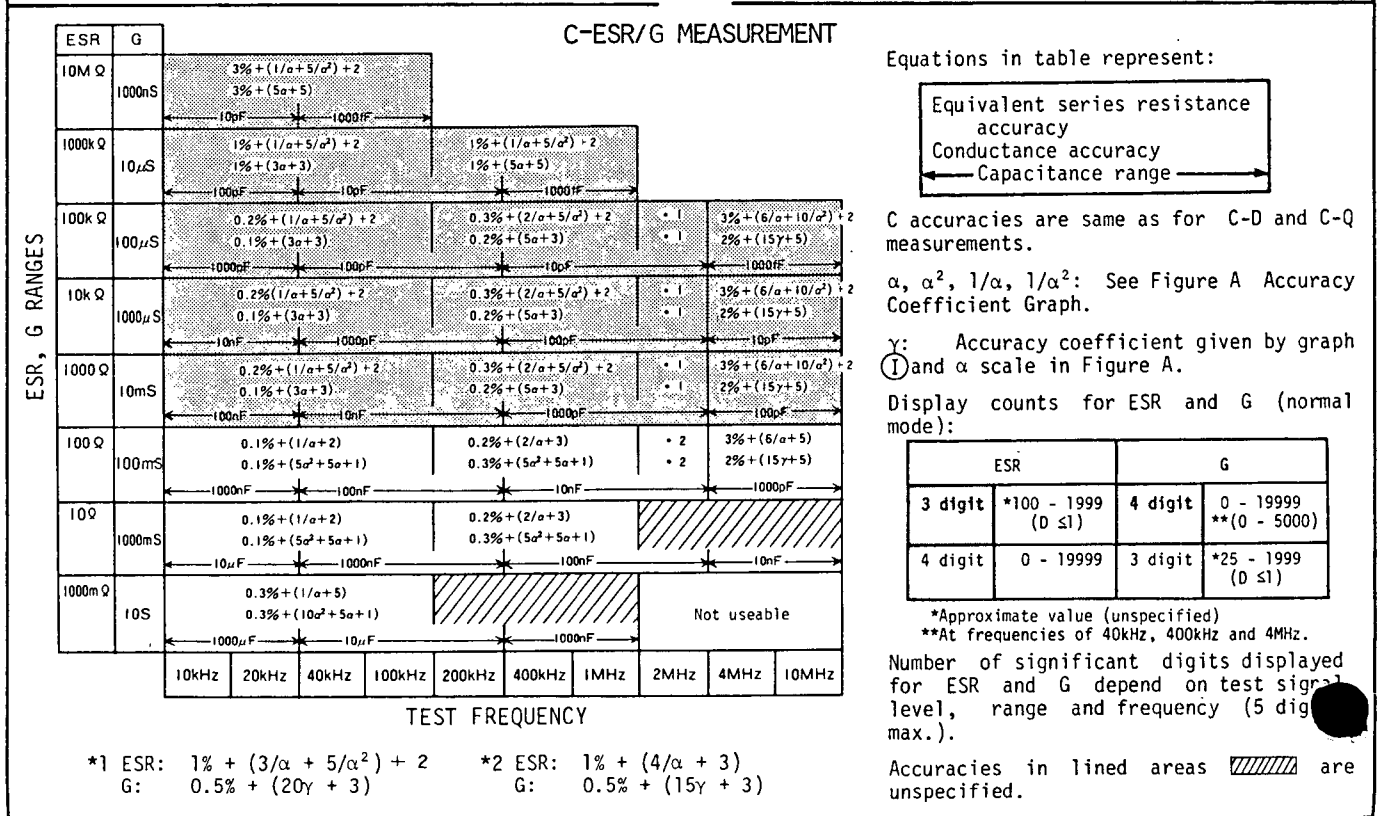 C-ESR/G MEASUREMENT
ESR G
10MΩ 1000nS
3%+(1/α+5/α²)+2
3%+(5α+5)
10pF 1000fF
1000kΩ 10μS
1%+(1/α+5/α²)+2 1%+(1/α+5/α²)+2
1%+(3α+3) 1%+(5α+5)
100pF 10pF 1000fF
100kΩ 100μS
0.2%+(1/α+5/α²)+2 0.3%+(2/α+5/α²)+2 *1 3%+(6/α+10/α²)+2
0.1%+(3α+3) 0.2%+(5α+3) *1 2%+(15γ+5)
1000pF 100pF 10pF 1000fF
10kΩ 1000μS
0.2%(1/α+5/α²)+2 0.3%+(2/α+5/α²)+2 *1 3%+(6/α+10/α²)+2
0.1%+(3α+3) 0.2%+(5α+3) *1 2%+(15γ+5)
10nF 1000pF 100pF 10pF
1000Ω 10mS
0.2%+(1/α+5/α²)+2 0.3%+(2/α+5/α²)+2 *1 3%+(6/α+10/α²)+2
0.1%+(3α+3) 0.2%+(5α+3) *1 2%+(15γ+5)
100nF 10nF 1000pF 100pF
100Ω 100mS
0.1%+(1/α+2) 0.2%+(2/α+3) *2 3%+(6/α+5)
0.1%+(5α²+5α+1) 0.3%+(5α²+5α+1) *2 2%+(15γ+5)
1000nF 100nF 10nF 1000pF
10Ω 1000mS
0.1%+(1/α+2) 0.2%+(2/α+3)
0.1%+(5α²+5α+1) 0.3%+(5α²+5α+1)
10μF 1000nF 100nF 10nF
1000mΩ 10S
0.3%+(1/α+5)
0.3%+(10α²+5α+1) Not useable
1000μF 10μF 1000nF
10kHz 20kHz 40kHz 100kHz 200kHz 400kHz 1MHz 2MHz 4MHz 10MHz
ESR, G RANGES
TEST FREQUENCY
*1 ESR: 1% + (3/α + 5/α²) + 2 *2 ESR: 1% + (4/α + 3)
G: 0.5% + (20γ + 3) G: 0.5% + (15γ + 3)
Equations in table represent:
Equivalent series resistance
accuracy
Conductance accuracy
Capacitance range
C accuracies are same as for C-D and C-Q
measurements.
α, α², 1/α, 1/α²: See Figure A Accuracy
Coefficient Graph.
γ: Accuracy coefficient given by graph
Ⓘ and α scale in Figure A.
Display counts for ESR and G (normal
mode):
ESR G
3 digit *100 - 1999 (D ≤1) 4 digit 0 - 19999 **(0 - 5000)
4 digit 0 - 19999 3 digit *25 - 1999 (D ≤1)
*Approximate value (unspecified)
**At frequencies of 40kHz, 400kHz and 4MHz.
Number of significant digits displayed
for ESR and G depend on test signal
level, range and frequency (5 dig
max.).
Accuracies in lined areas are
unspecified.